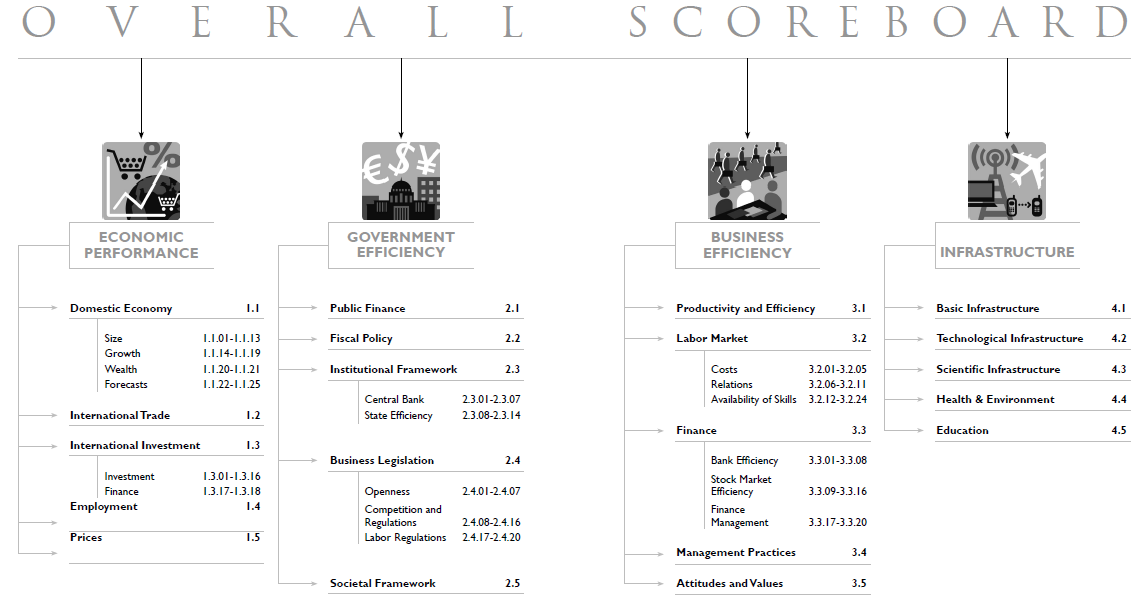 OVERALL SCOREBOARD
ECONOMIC
PERFORMANCE
Domestic Economy 1.1
Size 1.1.01-1.1.13
Growth 1.1.14-1.1.19
Wealth 1.1.20-1.1.21
Forecasts 1.1.22-1.1.25
International Trade 1.2
International Investment 1.3
Investment 1.3.01-1.3.16
Finance 1.3.17-1.3.18
Employment 1.4
Prices 1.5
GOVERNMENT
EFFICIENCY
Public Finance 2.1
Fiscal Policy 2.2
Institutional Framework 2.3
Central Bank 2.3.01-2.3.07
State Efficiency 2.3.08-2.3.14
Business Legislation 2.4
Openness 2.4.01-2.4.07
Competition and
Regulations 2.4.08-2.4.16
Labor Regulations 2.4.17-2.4.20
Societal Framework 2.5
BUSINESS
EFFICIENCY
Productivity and Efficiency 3.1
Labor Market 3.2
Costs 3.2.01-3.2.05
Relations 3.2.06-3.2.11
Availability of Skills 3.2.12-3.2.24
Finance 3.3
Bank Efficiency 3.3.01-3.3.08
Stock Market
Efficiency 3.3.09-3.3.16
Finance
Management 3.3.17-3.3.20
Management Practices 3.4
Attitudes and Values 3.5
INFRASTRUCTURE
Basic Infrastructure 4.1
Technological Infrastructure 4.2
Scientific Infrastructure 4.3
Health & Environment 4.4
Education 4.5